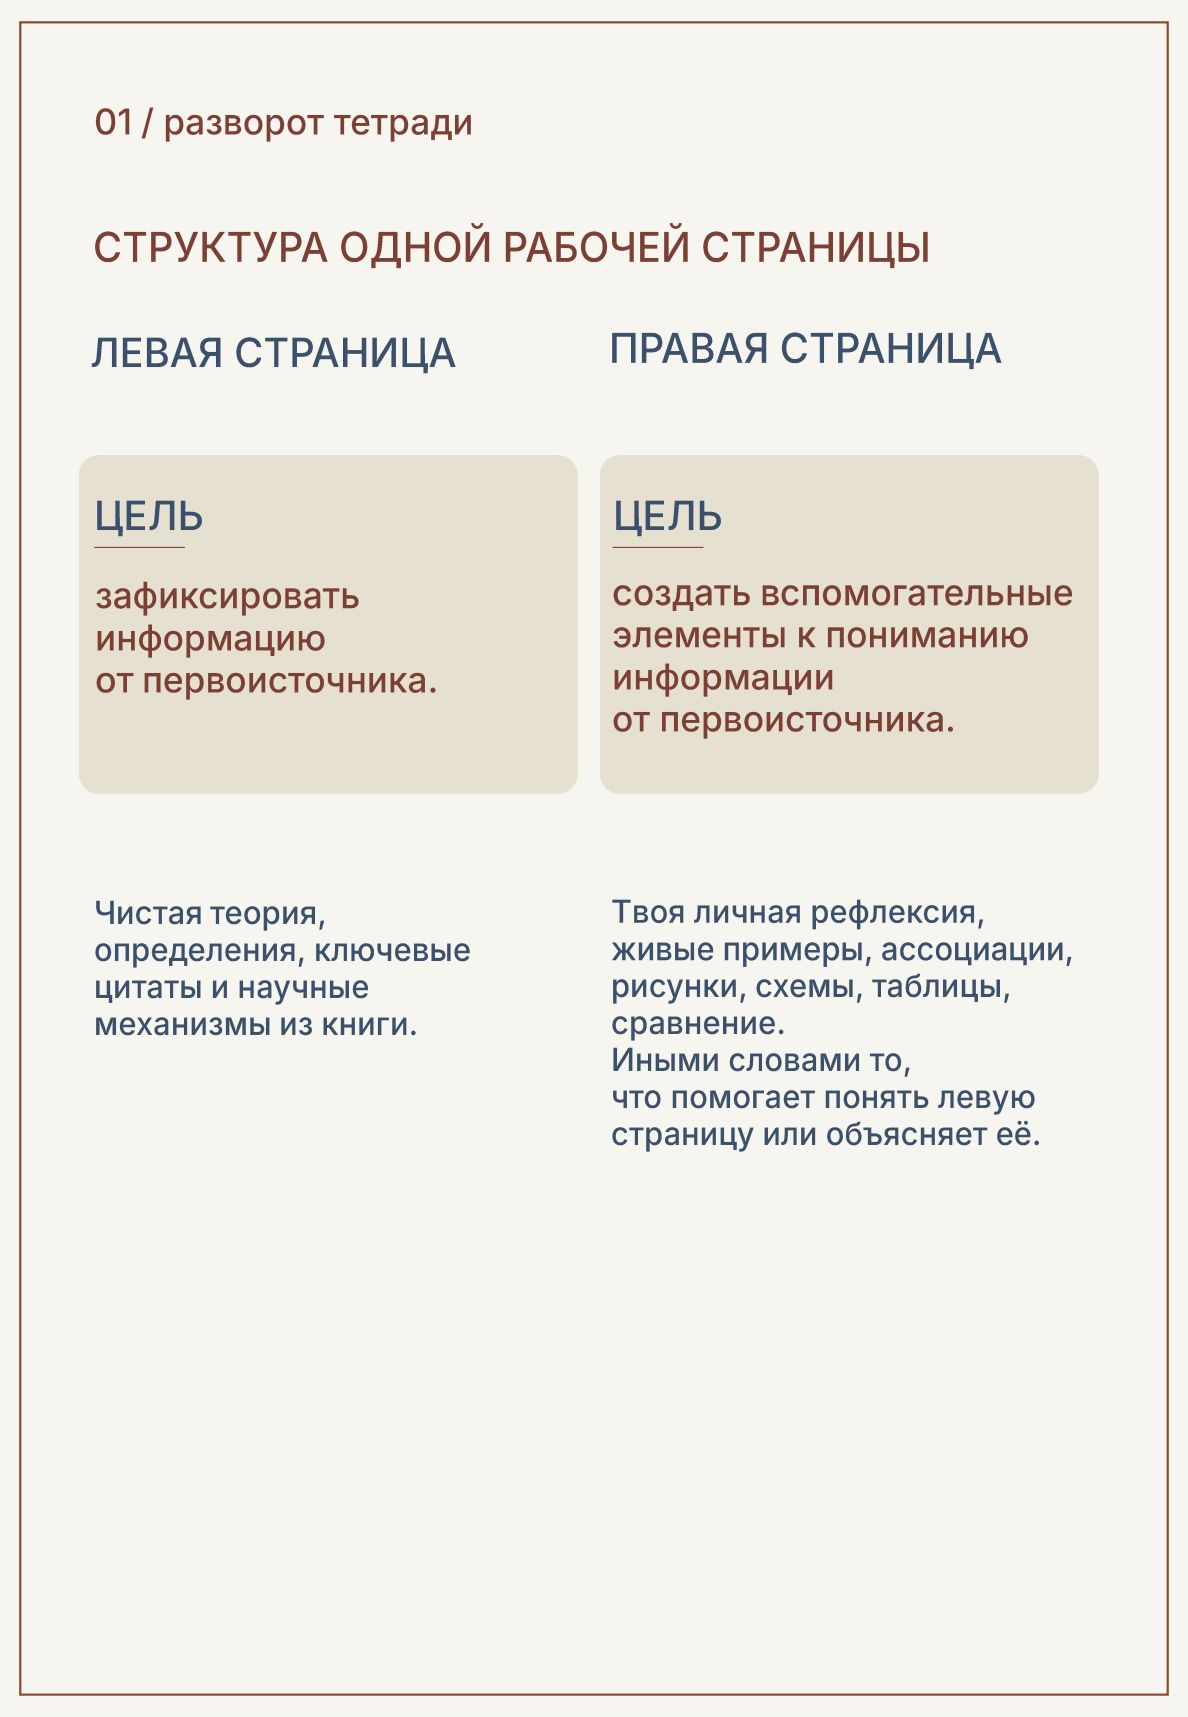 01 / разворот тетради
СТРУКТУРА ОДНОЙ РАБОЧЕЙ СТРАНИЦЫ
ЛЕВАЯ СТРАНИЦА
ЦЕЛЬ
зафиксировать
информацию
от первоисточника.
Чистая теория,
определения, ключевые
цитаты и научные
механизмы из книги.
ПРАВАЯ СТРАНИЦА
ЦЕЛЬ
создать вспомогательные
элементы к пониманию
информации
от первоисточника.
Твоя личная рефлексия,
живые примеры, ассоциации,
рисунки, схемы, таблицы,
сравнение.
Иными словами то,
что помогает понять левую
страницу или объясняет её.